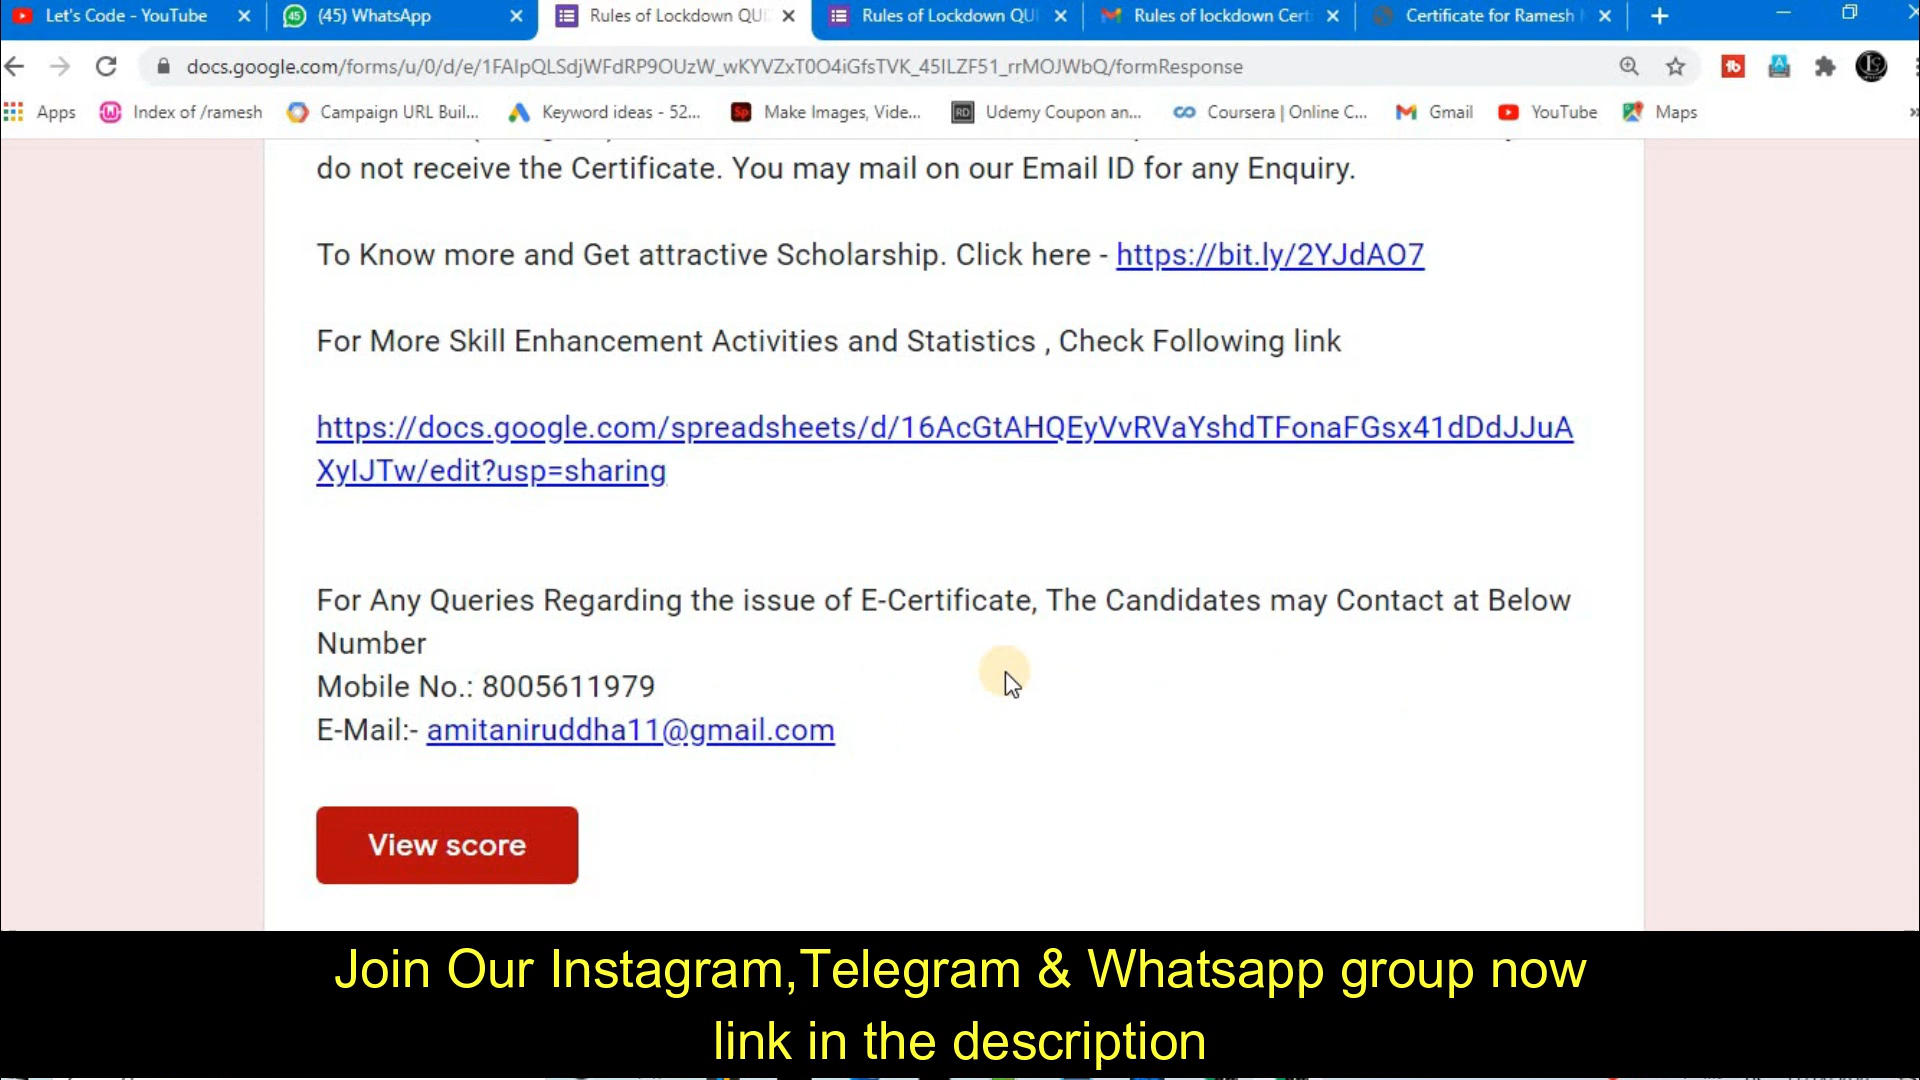 Let's Code - YouTube
(45) WhatsApp
Rules of Lockdown QUI
Rules of Lockdown QUI
Rules of lockdown Cert
Certificate for Ramesh
docs.google.com/forms/u/0/d/e/1FAIpQLSdjWFdRP9OUzW_wKYVZxT0O4iGfsTVK_45ILZF51_rrMOJWbQ/formResponse
Apps
Index of /ramesh
Campaign URL Buil...
Keyword ideas - 52...
Make Images, Vide...
Udemy Coupon an...
Coursera | Online C...
Gmail
YouTube
Maps
do not receive the Certificate. You may mail on our Email ID for any Enquiry.
To Know more and Get attractive Scholarship. Click here - https://bit.ly/2YJdAO7
For More Skill Enhancement Activities and Statistics , Check Following link
https://docs.google.com/spreadsheets/d/16AcGtAHQEyVvRVaYshdTFonaFGsx41dDdJJuA
XyIJTw/edit?usp=sharing
For Any Queries Regarding the issue of E-Certificate, The Candidates may Contact at Below
Number
Mobile No.: 8005611979
E-Mail:- amitaniruddha11@gmail.com
View score
Join Our Instagram,Telegram & Whatsapp group now
link in the description